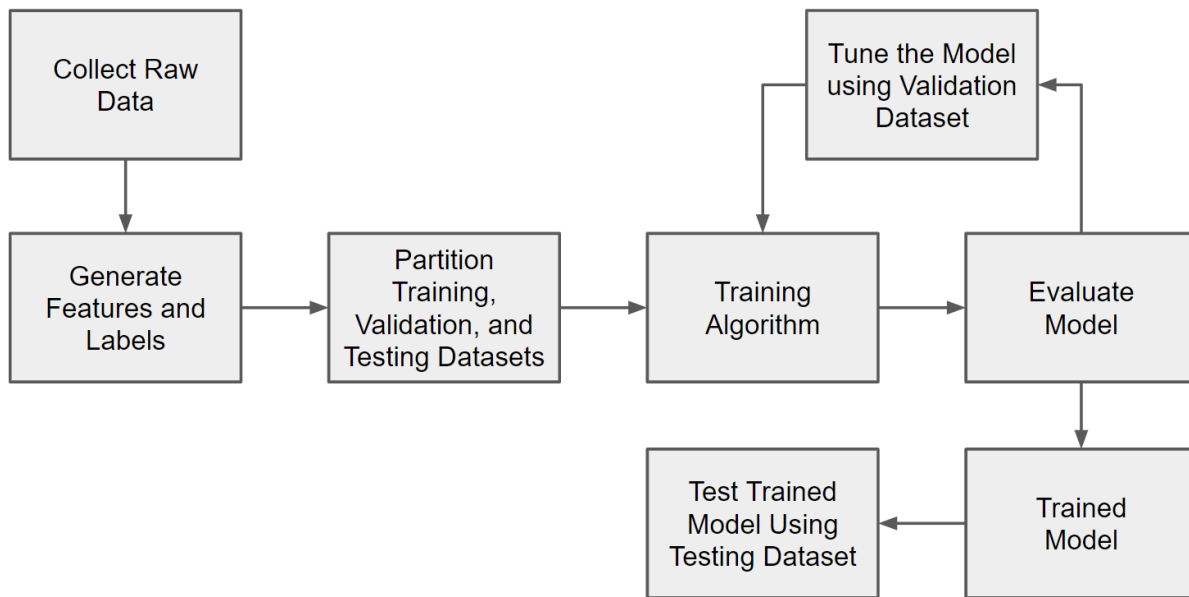 Collect Raw
Data
Generate
Features and
Labels
Partition
Training,
Validation, and
Testing Datasets
Training
Algorithm
Evaluate
Model
Tune the Model
using Validation
Dataset
Trained
Model
Test Trained
Model Using
Testing Dataset